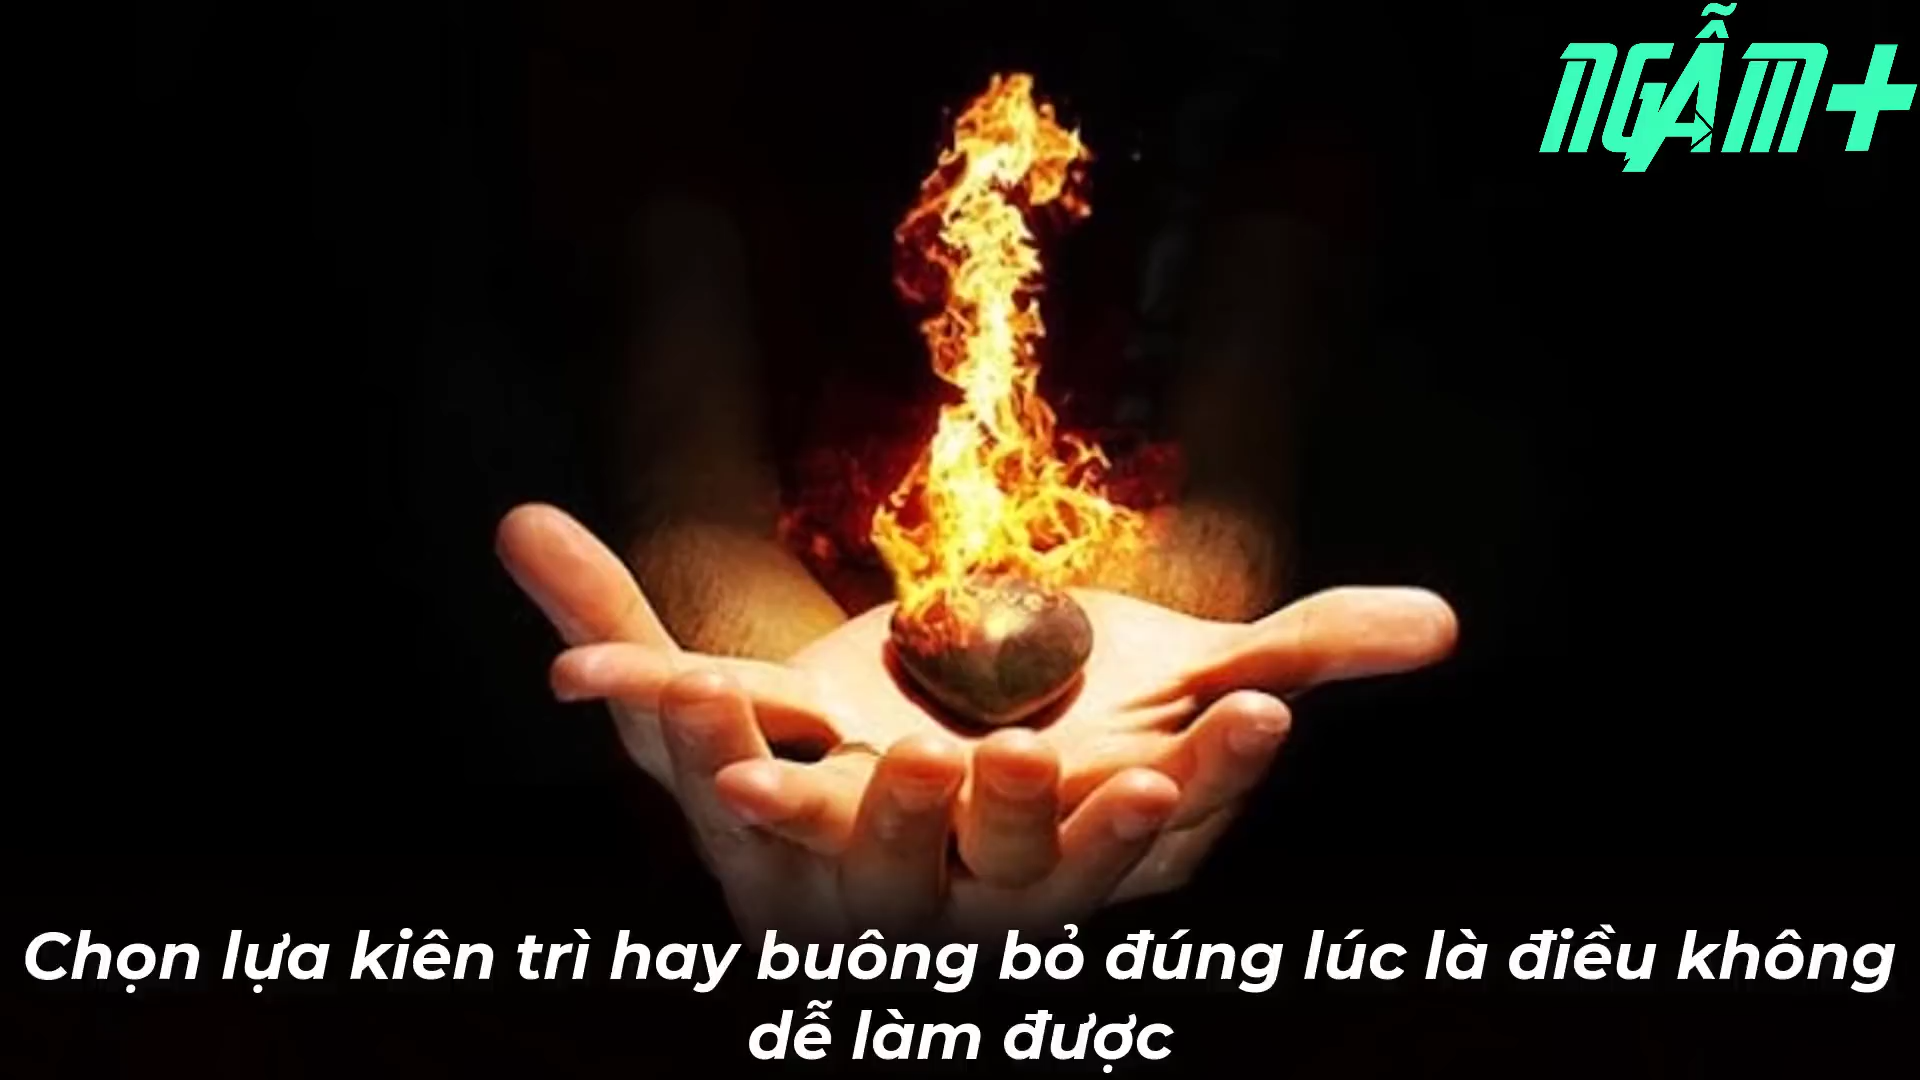 NGẪM+
Chọn lựa kiên trì hay buông bỏ đúng lúc là điều không
dễ làm được